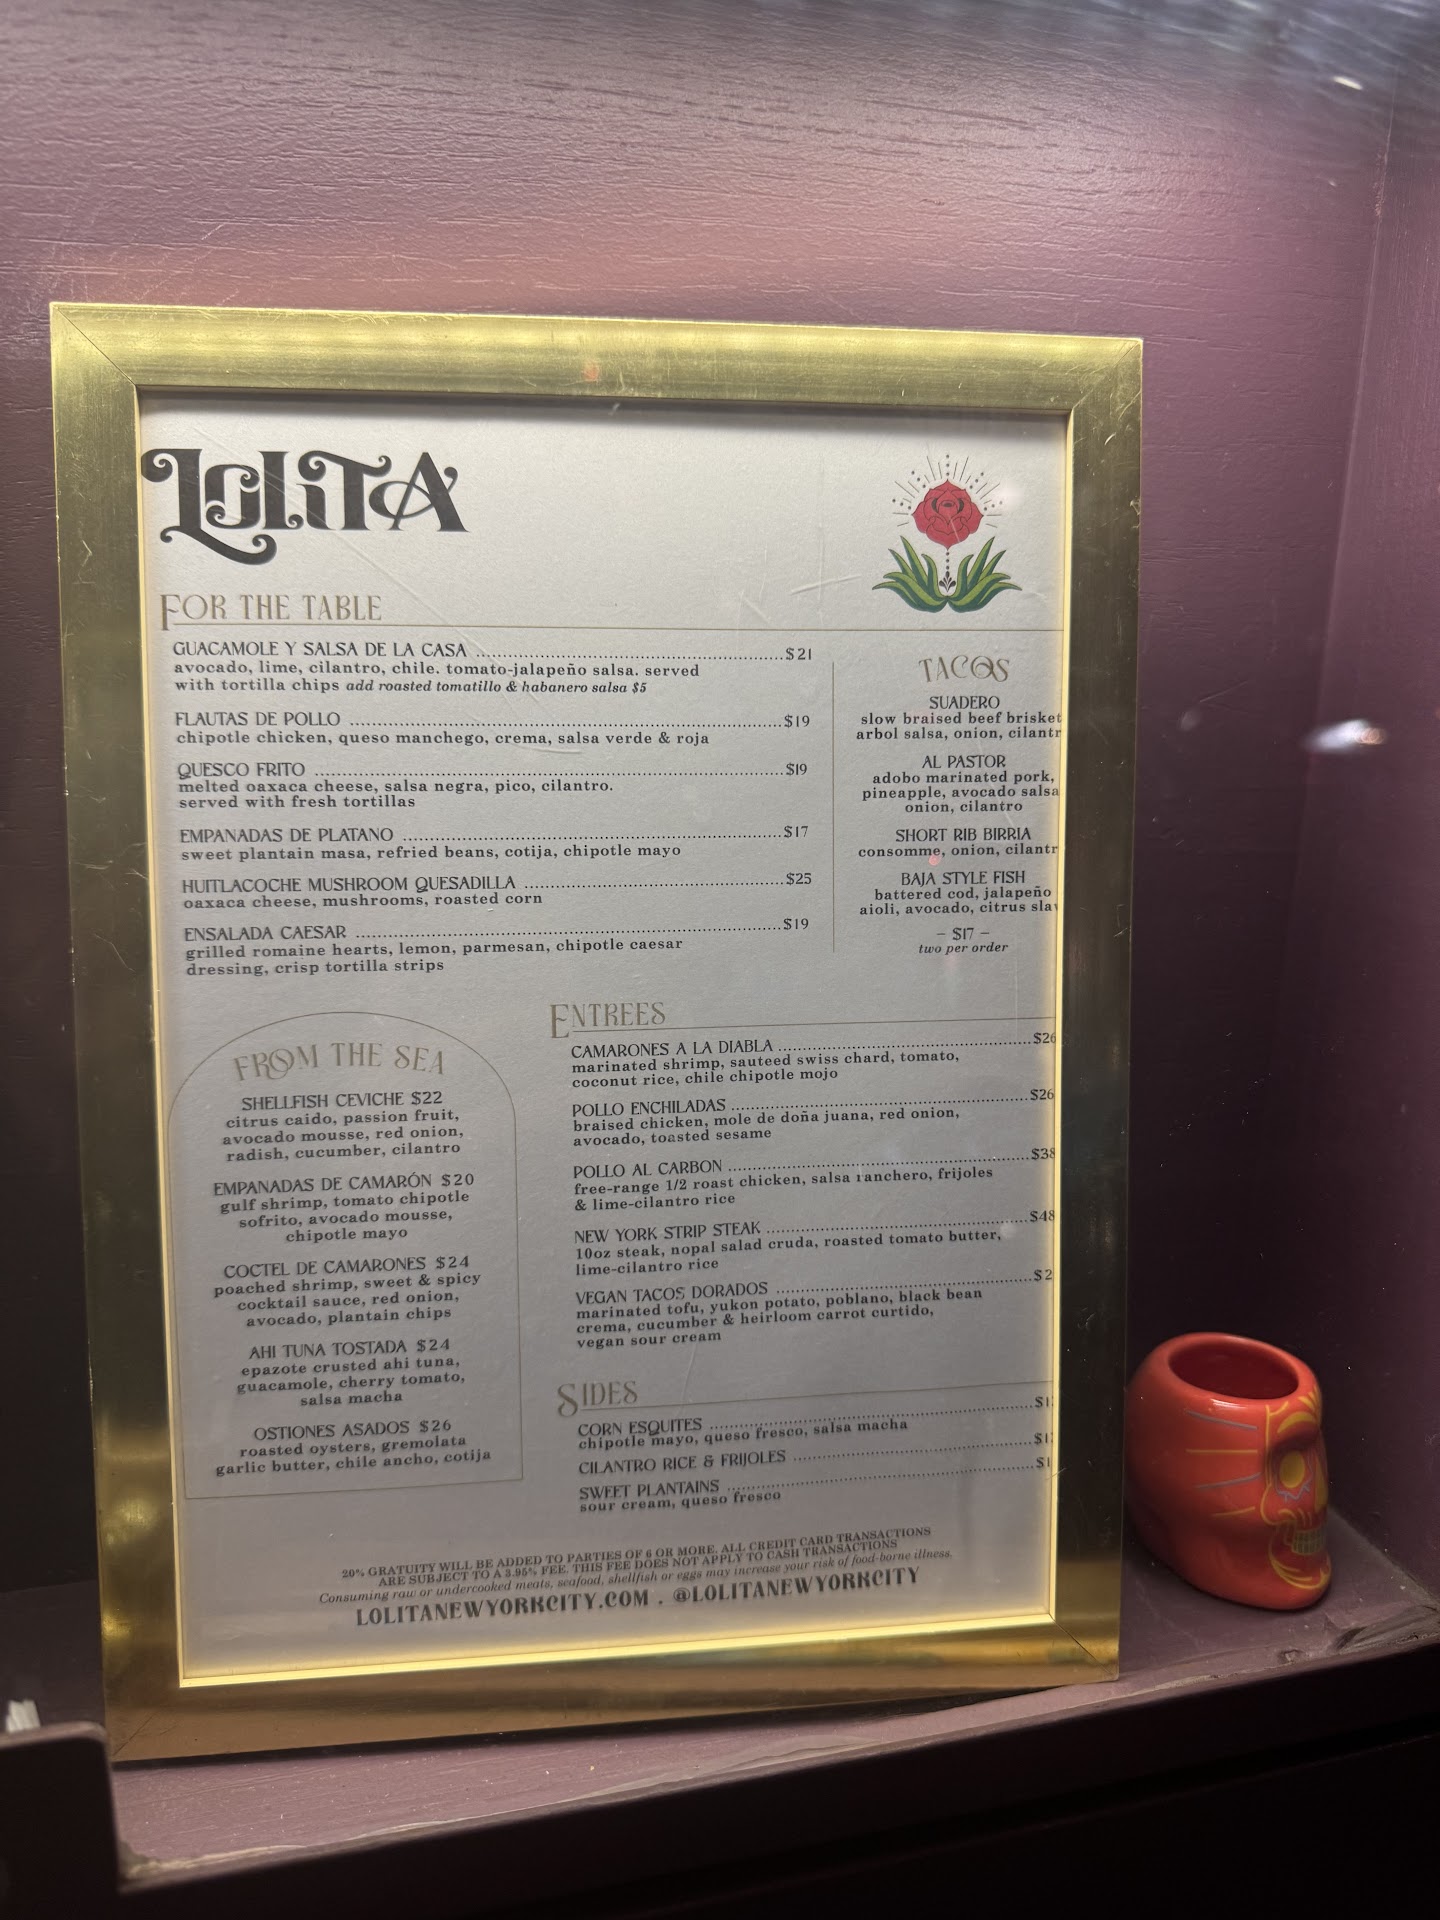 LOLITA
FOR THE TABLE
GUACAMOLE Y SALSA DE LA CASA ........ $21
avocado, lime, cilantro, chile. tomato-jalapeño salsa. served
with tortilla chips add roasted tomatillo & habanero salsa $5
FLAUTAS DE POLLO ........ $19
chipotle chicken, queso manchego, crema, salsa verde & roja
QUESCO FRITO ........ $19
melted oaxaca cheese, salsa negra, pico, cilantro.
served with fresh tortillas
EMPANADAS DE PLATANO ........ $17
sweet plantain masa, refried beans, cotija, chipotle mayo
HUITLACOCHE MUSHROOM QUESADILLA ........ $25
oaxaca cheese, mushrooms, roasted corn
ENSALADA CAESAR ........ $19
grilled romaine hearts, lemon, parmesan, chipotle caesar
dressing, crisp tortilla strips
TACOS
SUADERO
slow braised beef brisket
arbol salsa, onion, cilantr
AL PASTOR
adobo marinated pork,
pineapple, avocado salsa
onion, cilantro
SHORT RIB BIRRIA
consomme, onion, cilantr
BAJA STYLE FISH
battered cod, jalapeño
aioli, avocado, citrus sla
– $17 –
two per order
FROM THE SEA
SHELLFISH CEVICHE $22
citrus caido, passion fruit,
avocado mousse, red onion,
radish, cucumber, cilantro
EMPANADAS DE CAMARÓN $20
gulf shrimp, tomato chipotle
sofrito, avocado mousse,
chipotle mayo
COCTEL DE CAMARONES $24
poached shrimp, sweet & spicy
cocktail sauce, red onion,
avocado, plantain chips
AHI TUNA TOSTADA $24
epazote crusted ahi tuna,
guacamole, cherry tomato,
salsa macha
OSTIONES ASADOS $26
roasted oysters, gremolata
garlic butter, chile ancho, cotija
ENTREES
CAMARONES A LA DIABLA ........ $26
marinated shrimp, sauteed swiss chard, tomato,
coconut rice, chile chipotle mojo
POLLO ENCHILADAS ........ $26
braised chicken, mole de doña juana, red onion,
avocado, toasted sesame
POLLO AL CARBON ........ $38
free-range 1/2 roast chicken, salsa ranchero, frijoles
& lime-cilantro rice
NEW YORK STRIP STEAK ........ $48
10oz steak, nopal salad cruda, roasted tomato butter,
lime-cilantro rice
VEGAN TACOS DORADOS ........ $2
marinated tofu, yukon potato, poblano, black bean
crema, cucumber & heirloom carrot curtido,
vegan sour cream
SIDES
CORN ESQUITES ........ $1
chipotle mayo, queso fresco, salsa macha
CILANTRO RICE & FRIJOLES ........ $1
SWEET PLANTAINS ........ $1
sour cream, queso fresco
20% GRATUITY WILL BE ADDED TO PARTIES OF 6 OR MORE. ALL CREDIT CARD TRANSACTIONS
ARE SUBJECT TO A 3.95% FEE. THIS FEE DOES NOT APPLY TO CASH TRANSACTIONS
Consuming raw or undercooked meats, seafood, shellfish or eggs may increase your risk of food-borne illness.
LOLITANEWYORKCITY.COM . @LOLITANEWYORKCITY